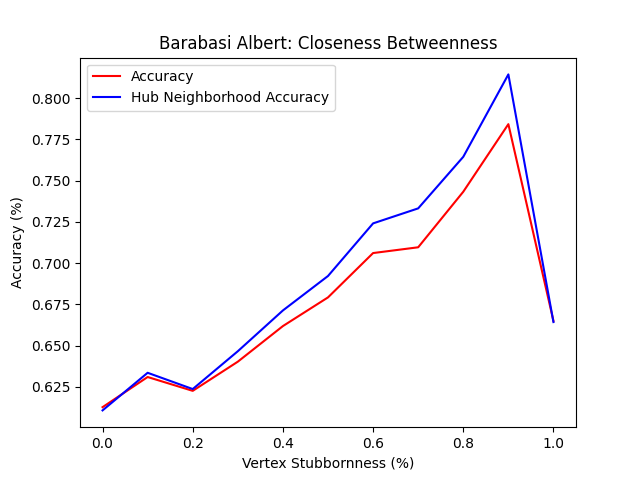 Barabasi Albert: Closeness Betweenness
Accuracy
Hub Neighborhood Accuracy
Accuracy (%)
0.800
0.775
0.750
0.725
0.700
0.675
0.650
0.625
0.0 0.2 0.4 0.6 0.8 1.0
Vertex Stubbornness (%)